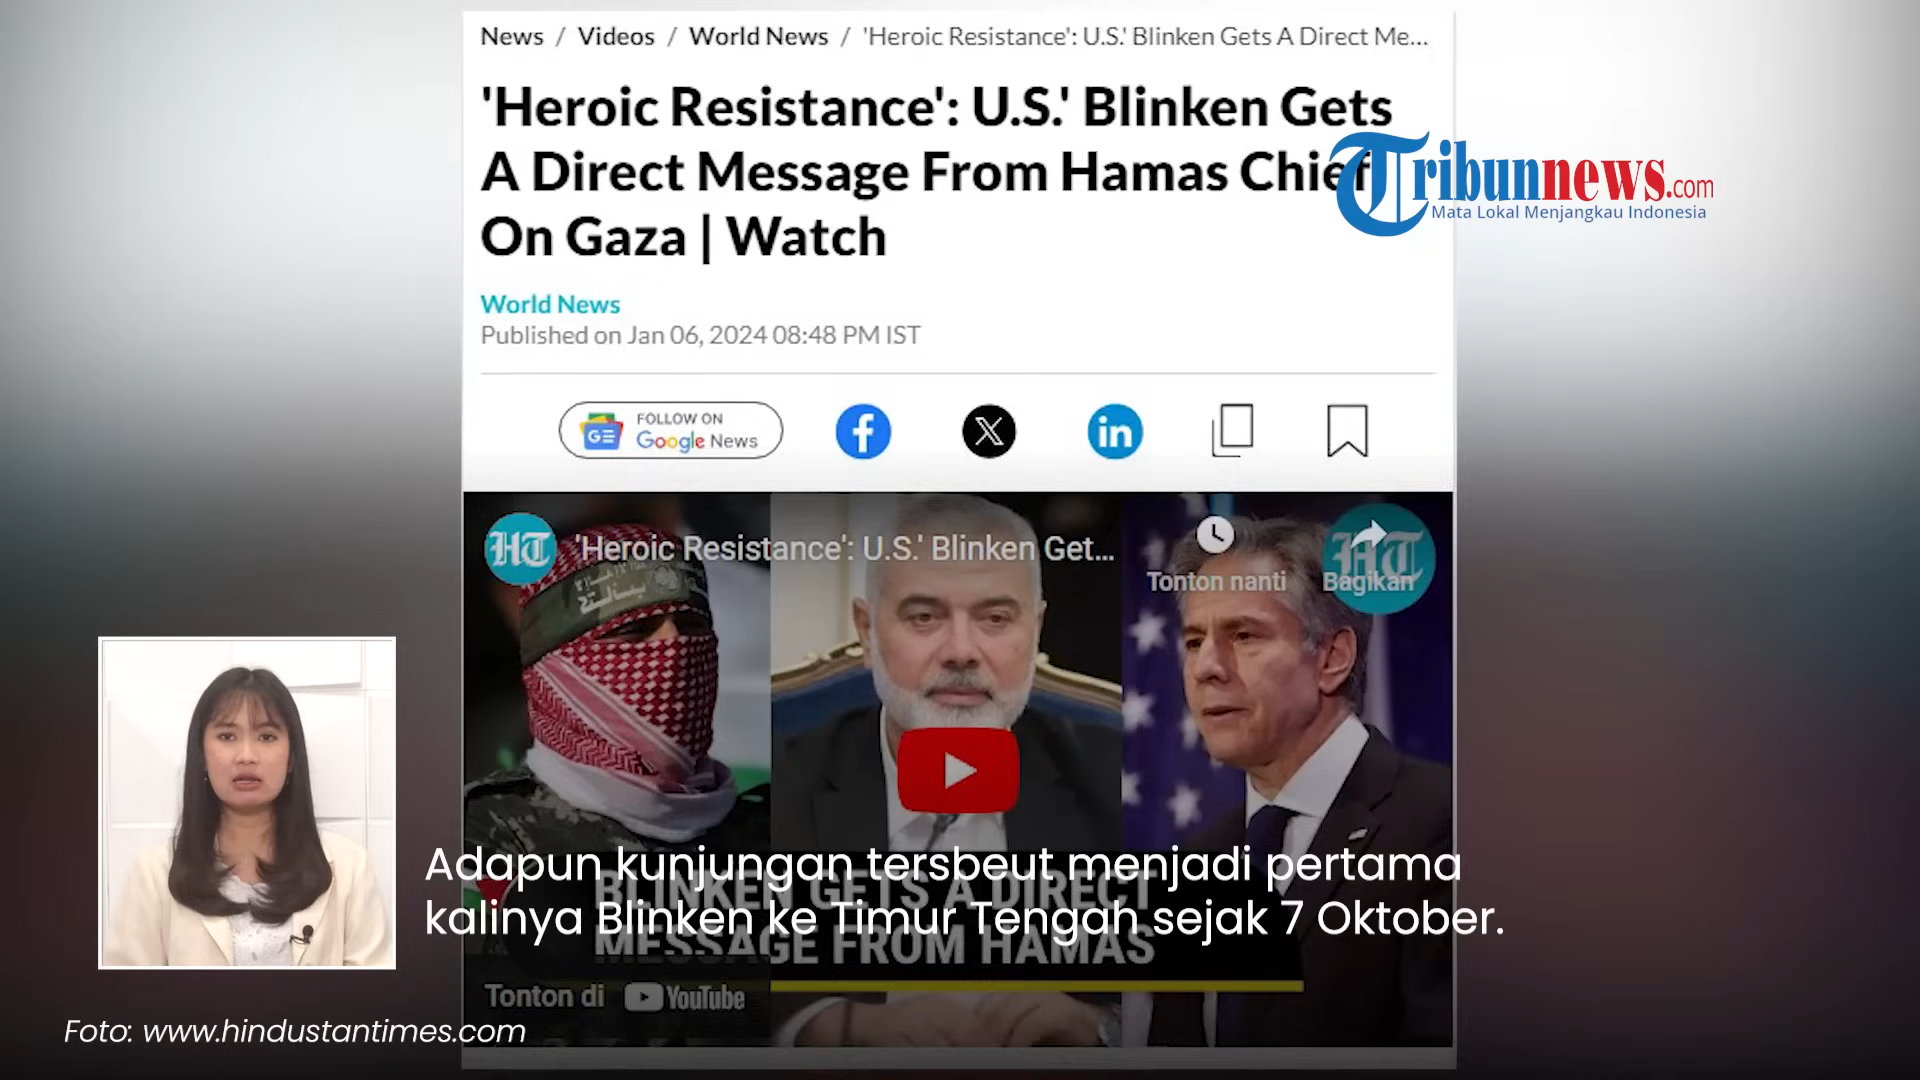 News / Videos / World News / 'Heroic Resistance': U.S.' Blinken Gets A Direct Me...
'Heroic Resistance': U.S.' Blinken Gets
A Direct Message From Hamas Chief
On Gaza | Watch
Tribunnews.com
Mata Lokal Menjangkau Indonesia
World News
Published on Jan 06, 2024 08:48 PM IST
FOLLOW ON
Google News
HT
'Heroic Resistance': U.S.' Blinken Get...
Tonton nanti
Bagikan
HT
Adapun kunjungan tersbeut menjadi pertama
kalinya Blinken ke Timur Tengah sejak 7 Oktober.
BLINKEN GETS A DIRECT
MESSAGE FROM HAMAS
Tonton di YouTube
Foto: www.hindustantimes.com